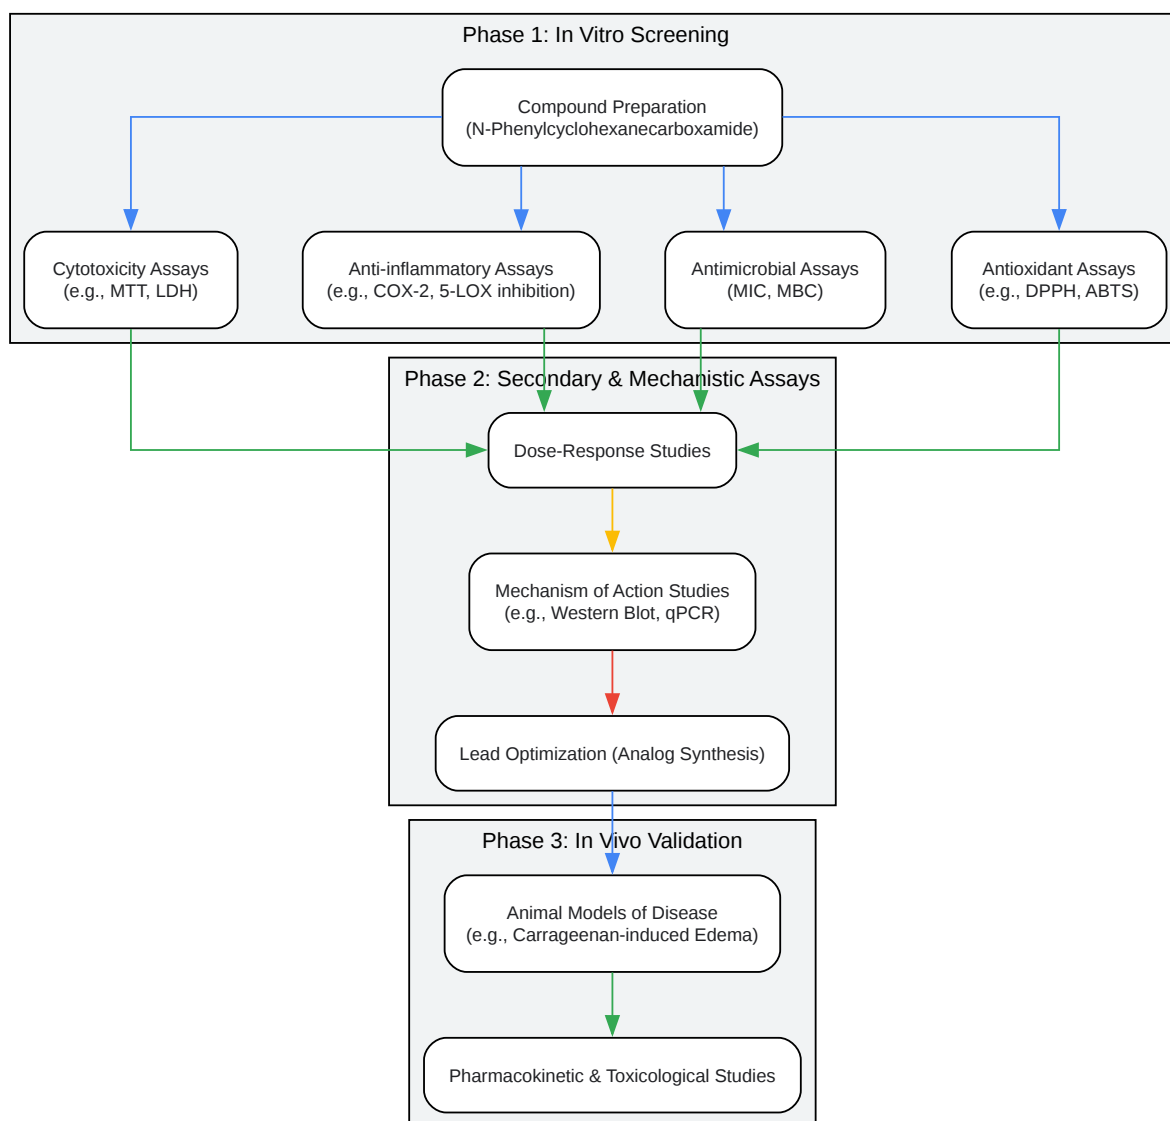 Phase 1: In Vitro Screening
Compound Preparation
(N-Phenylcyclohexanecarboxamide)
Cytotoxicity Assays
(e.g., MTT, LDH)
Anti-inflammatory Assays
(e.g., COX-2, 5-LOX inhibition)
Antimicrobial Assays
(MIC, MBC)
Antioxidant Assays
(e.g., DPPH, ABTS)
Phase 2: Secondary & Mechanistic Assays
Dose-Response Studies
Mechanism of Action Studies
(e.g., Western Blot, qPCR)
Lead Optimization (Analog Synthesis)
Phase 3: In Vivo Validation
Animal Models of Disease
(e.g., Carrageenan-induced Edema)
Pharmacokinetic & Toxicological Studies